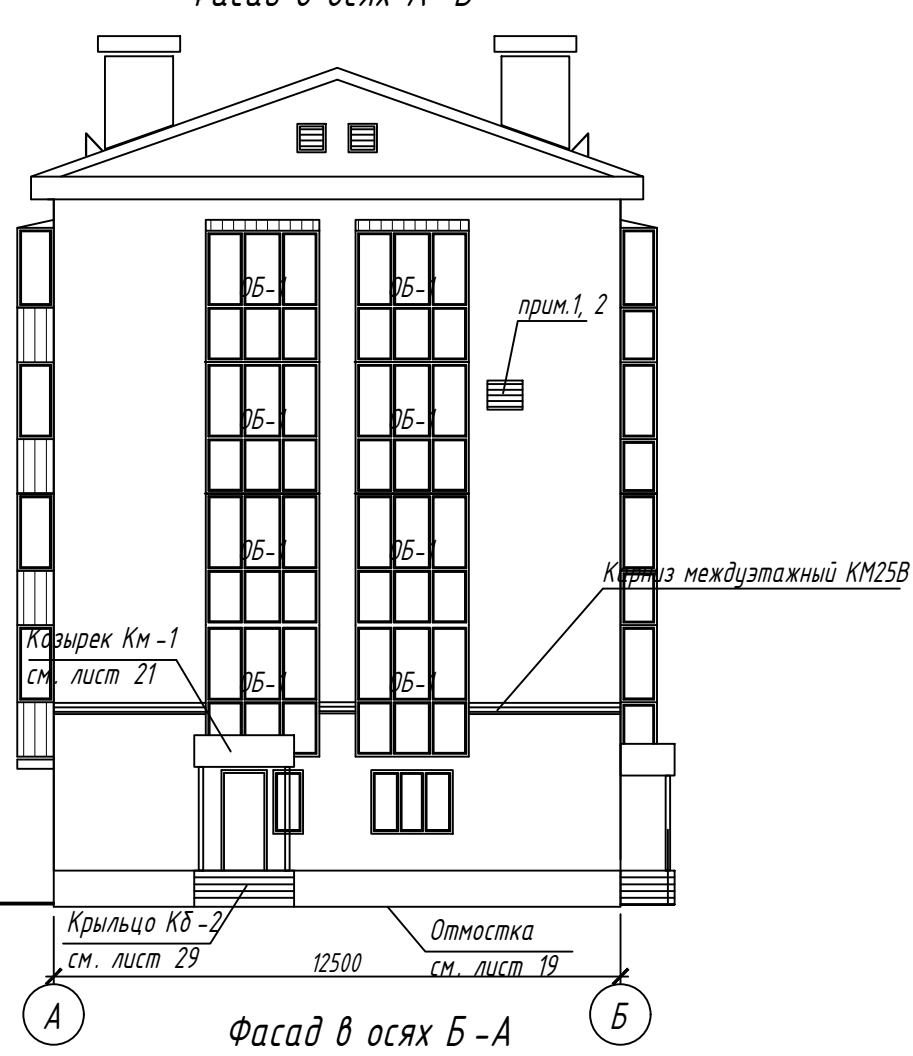 Фасад в осях А-Б
ОБ-1
ОБ-1
прим.1, 2
ОБ-1
ОБ-1
ОБ-1
ОБ-1
Карниз междуэтажный КМ25В
Козырек Км-1
см. лист 21
ОБ-1
ОБ-1
Крыльцо Кб-2
см. лист 29
12500
Отмостка
см. лист 19
А
Б
Фасад в осях Б-А